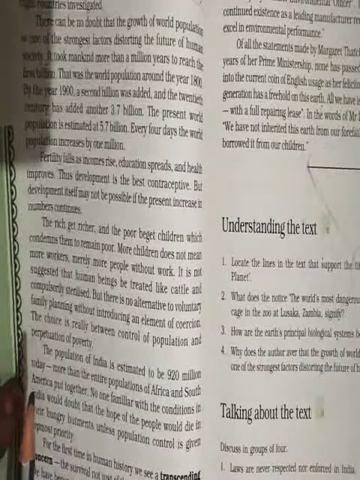 countries investigated.
There can be no doubt that the growth of world population
one of the strongest factors distorting the future of human
society. It took mankind more than a million years to reach the
first billion. That was the world population around the year 1800.
By the year 1900, a second billion was added, and the twentieth
century has added another 3.7 billion. The present world
population is estimated at 5.7 billion. Every four days the world
population increases by one million.
Fertility falls as incomes rise, education spreads, and health
improves. Thus development is the best contraceptive. But
development itself may not be possible if the present increase in
numbers continues.
The rich get richer, and the poor beget children which
condemns them to remain poor. More children does not mean
more workers, merely more people without work. It is not
suggested that human beings be treated like cattle and
compulsorily sterilised. But there is no alternative to voluntary
family planning without introducing an element of coercion.
The choice is really between control of population and
perpetuation of poverty.
The population of India is estimated to be 920 million
today—more than the entire populations of Africa and South
America put together. No one familiar with the conditions in
India would doubt that the hope of the people would die in
their hungry hutments unless population control is given
topmost priority.
For the first time in human history we see a transcending
concern—the survival not just of
continued existence as a leading manufacturer
excel in environmental performance."
Of all the statements made by Margaret
years of her Prime Ministership, none has passed
into the current coin of English usage as her
generation has a freehold on this earth. All we have
—with a full repairing lease". In the words of Mr
"We have not inherited this earth from our
borrowed it from our children."
Understanding the text
1. Locate the lines in the text that support the
Planet'.
2. What does the notice 'The world's most dangerous
cage in the zoo at Lusaka, Zambia, signify?
3. How are the earth's principal biological
4. Why does the author aver that the growth of world
one of the strongest factors distorting the future of
Talking about the text
Discuss in groups of four.
1. Laws are never respected nor enforced in India.